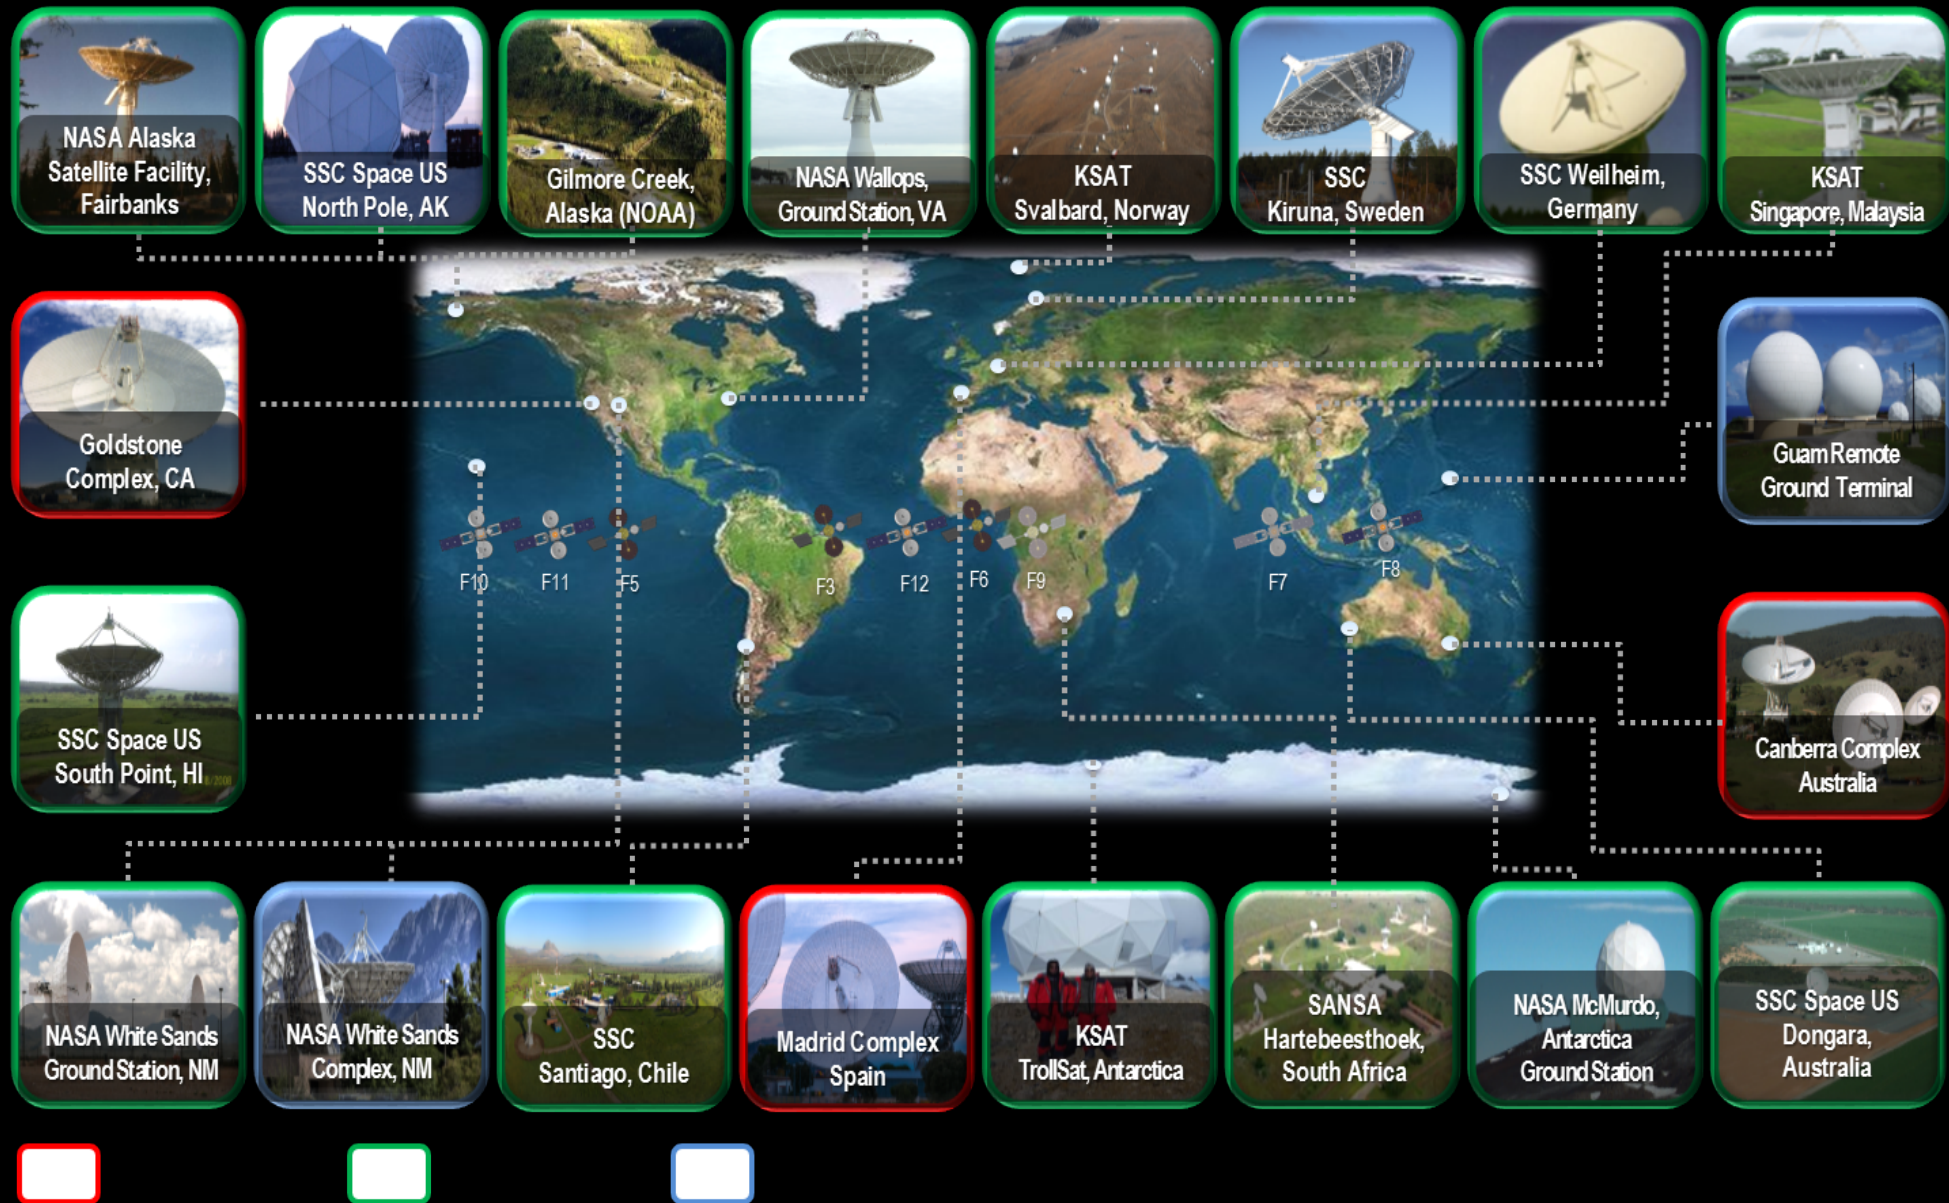 NASA Alaska
Satellite Facility,
Fairbanks
SSC Space US
North Pole, AK
Gilmore Creek,
Alaska (NOAA)
NASA Wallops,
Ground Station, VA
KSAT
Svalbard, Norway
SSC
Kiruna, Sweden
SSC Weilheim,
Germany
KSAT
Singapore, Malaysia
Goldstone
Complex, CA
Guam Remote
Ground Terminal
F10
F11
F5
F3
F12
F6
F9
F7
F8
SSC Space US
South Point, HI
Canberra Complex
Australia
NASA White Sands
Ground Station, NM
NASA White Sands
Complex, NM
SSC
Santiago, Chile
Madrid Complex
Spain
KSAT
TrollSat, Antarctica
SANSA
Hartebeesthoek,
South Africa
NASA McMurdo,
Antarctica
Ground Station
SSC Space US
Dongara,
Australia